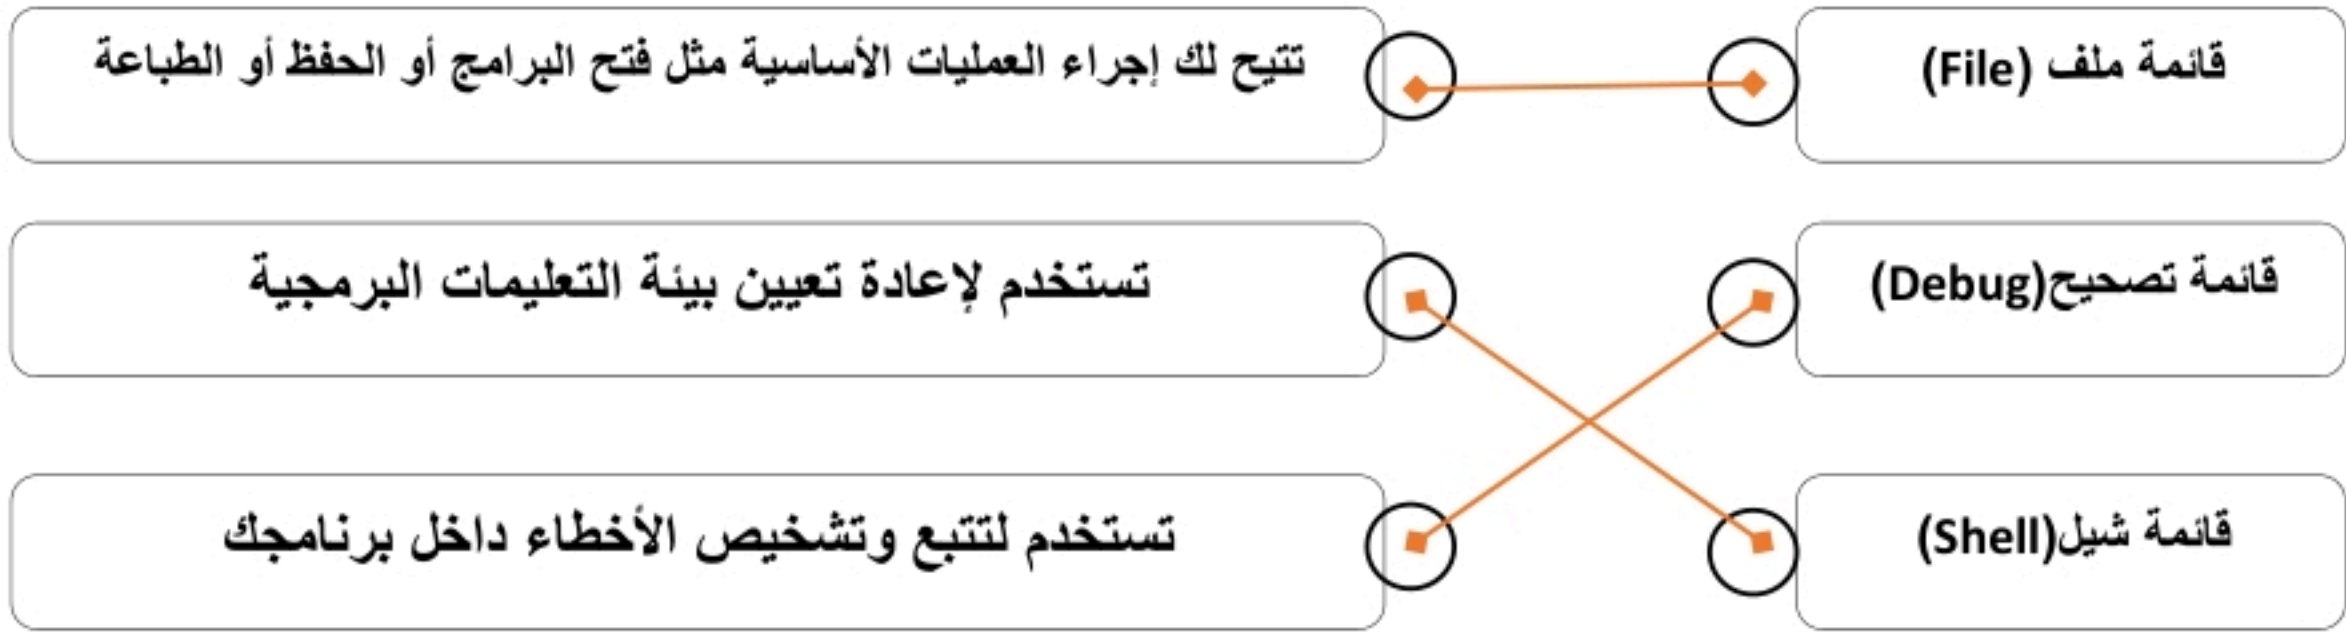 قائمة ملف (File)
تتيح لك إجراء العمليات الأساسية مثل فتح البرامج أو الحفظ أو الطباعة
قائمة تصحيح(Debug)
تستخدم لإعادة تعيين بيئة التعليمات البرمجية
قائمة شيل(Shell)
تستخدم لتتبع وتشخيص الأخطاء داخل برنامجك